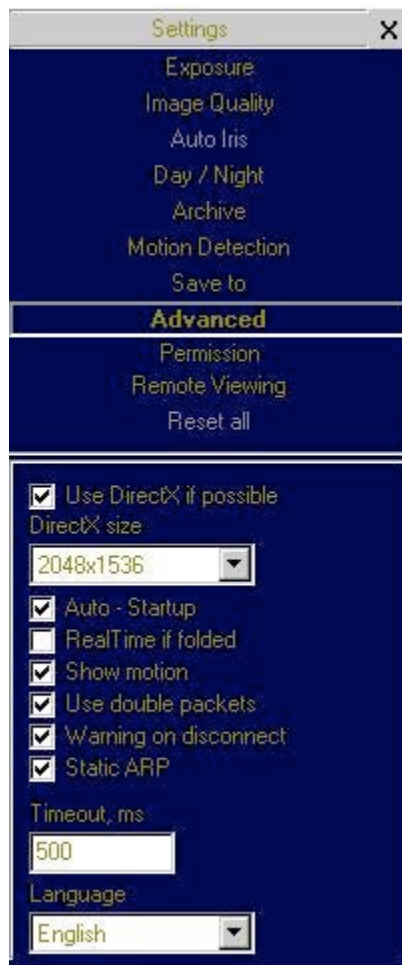 Settings X
Exposure
Image Quality
Auto Iris
Day / Night
Archive
Motion Detection
Save to
Advanced
Permission
Remote Viewing
Reset all
Use DirectX if possible
DirectX size
2048x1536
Auto - Startup
RealTime if folded
Show motion
Use double packets
Warning on disconnect
Static ARP
Timeout, ms
500
Language
English